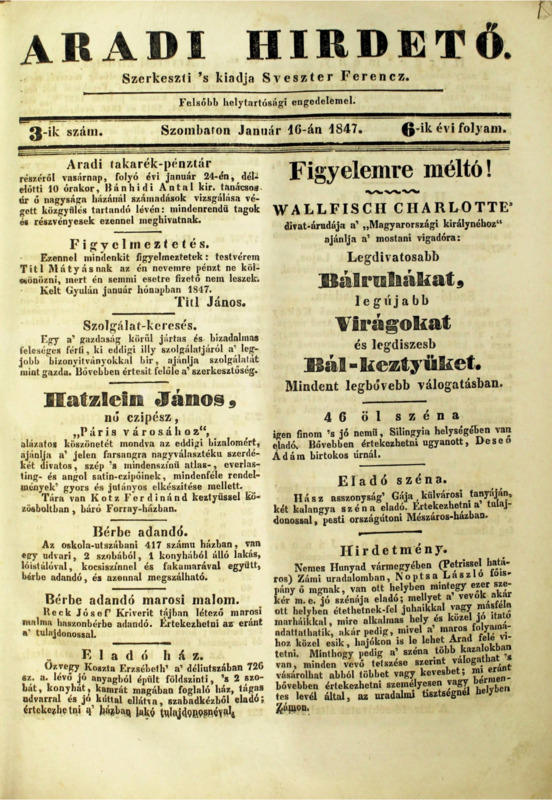 ARADI HIRDETŐ.
Szerkeszti 's kiadja Sveszter Ferencz.
Felsőbb helytartósági engedelemel.
3-ik szám. Szombaton Január 16-án 1847. 6-ik évi folyam.
Aradi takarék-pénztár
részéről vasárnap, folyó évi január 24-én, dél-
előtti 10 órakor, Bánhidi Antal kir. tanácsos
úr ő nagysága házánál számadások vizsgálása vé-
gett közgyülés tartandó lévén: mindenrendü tagok
és részvényesek ezennel meghivatnak.
Figyelmeztetés.
Ezennel mindenkit figyelmeztetek: testvérem
Titl Mátyásnak az én nevemre pénzt ne köl-
csönözni, mert én semmi esetre fizető nem leszek.
Kelt Gyulán január hónapban 1847.
Titl János.
Szolgálat-keresés.
Egy a' gazdaság körül jártas és bizadalmas
feleséges férfi, ki eddigi illy szolgálatjáról a' leg-
jobb bizonyitványokkal bir, ajánlja szolgálatát
mint gazda. Bővebben értesit felőle a' szerkesztőség.
Hatzlein János,
nő czipész,
„Páris városához",
alázatos köszönetét mondva az eddigi bizalomért,
ajánlja a' jelen farsangra nagyválasztéku szerdé-
két divatos, szép 's mindenszinü atlas-, everlas-
ting- és angol satin-czipőinek, mindenféle rendel-
mények' gyors és jutányos elkészitése mellett.
Tára van Kotz Ferdinánd keztyüssel kö-
zösboltban, báró Forray-házban.
Bérbe adandó.
Az oskola-utszábani 417 számu házban, van
egy udvari, 2 szobából, 1 konyhából álló lakás,
lóistálóval, kocsiszinnel és fakamarával együtt,
bérbe adandó, és azonnal megszálható.
Bérbe adandó marosi malom.
Reck Jósef Kriverit tájban létező marosi
malma haszonbérbe adandó. Értekezhetni az eránt
a' tulajdonossal.
Eladó ház.
Özvegy Koszta Erzsébeth' a' déliutszában 726
sz. a. lévő jó anyagból épült földszinti, 's 2 szo-
bát, konyhát, kamrát magában foglaló ház, tágas
udvarral és jó kúttal ellátva, szabadkézből eladó;
értekezhetni a' házban lakó tulajdonosnéval.
Figyelemre méltó!
WALLFISCH CHARLOTTE'
divat-árudája a' „Magyarországi királynéhoz"
ajánlja a' mostani vigadóra:
Legdivatosabb
Bálruhákat,
legújabb
Virágokat
és legdiszesb
Bál-keztyüket.
Mindent legbővebb válogatásban.
46 öl széna
igen finom 's jó nemü, Silingyia helységében van
eladó. Bővebben értekezhetni ugyanott, Deseő
Ádám birtokos úrnál.
Eladó széna.
Hász asszonyság' Gája külvárosi tanyáján,
két kalangya széna eladó. Értekezhetni a' tulaj-
donossal, pesti országútoni Mészáros-házban.
Hirdetmény.
Nemes Hunyad vármegyében (Petrissel hatá-
ros) Zámi uradalomban, Noptsa László főis-
pány ő mgnak, van ott helyben mintegy ezer sze-
kér m. e. jó szénája eladó; mellyet a' vevők akár
ott helyben étethetnek-fel juhaikkal vagy másféla
marháikkal, mire alkalmas hely és közel jó itató
adattathatik, akár pedig, mivel a' maros folyamá-
hoz közel esik, hajókon is le lehet Arad felé vi-
tetni. Minthogy pedig a' széna több kazalokban
van, minden vévő tetszése szerint válogathat 's
vásárolhat abból többet vagy kevesbet; mi eránt
bővebben értekezhetni személyesen vagy bérmen-
tes levél által, az uradalmi tisztségnél helyben
Zámon.